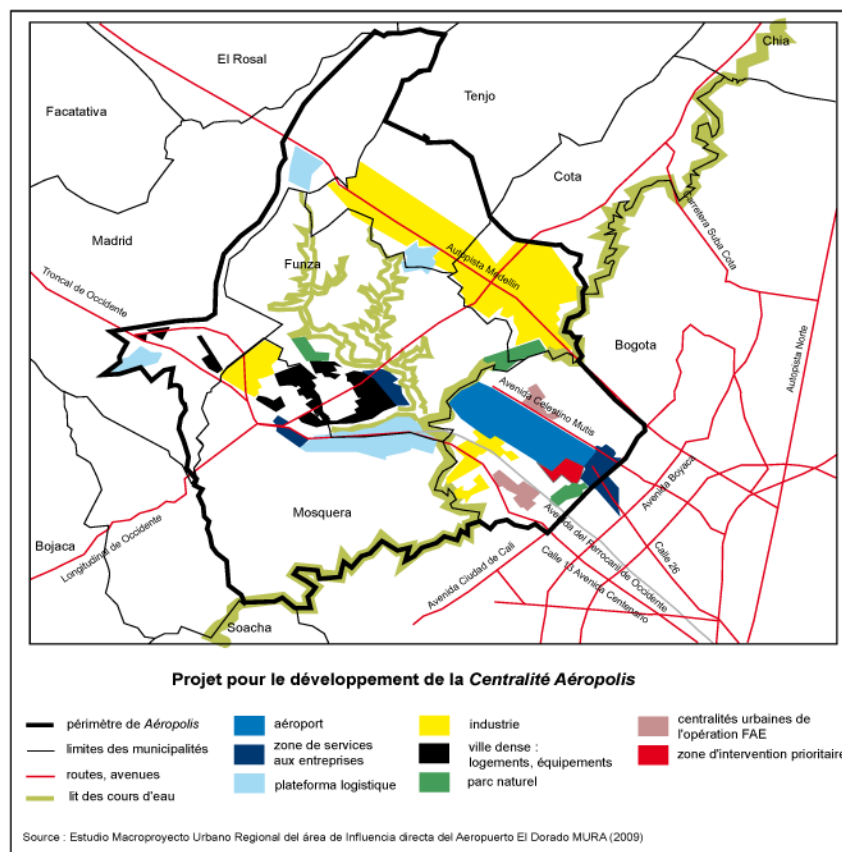 El Rosal
Chia
Facatativa
Tenjo
Cota
Carretera Suba Cota
Madrid
Autopista Medellin
Funza
Troncal de Occidente
Bogota
Autopista Norte
Avenida Celestino Mutis
Avenida Boyaca
Mosquera
Bojaca
Longitudinal de Occidente
Avenida del Ferrocarril de Occidente
Calle 26
Avenida Ciudad de Cali
Calle 13 Avenida Centenario
Soacha
Projet pour le développement de la Centralité Aéropolis
périmètre de Aéropolis
limites des municipalités
routes, avenues
lit des cours d'eau
aéroport
zone de services
aux entreprises
plateforma logistique
industrie
ville dense :
logements, équipements
parc naturel
centralités urbaines de
l'opération FAE
zone d'intervention prioritaire
Source : Estudio Macroproyecto Urbano Regional del área de Influencia directa del Aeropuerto El Dorado MURA (2009)